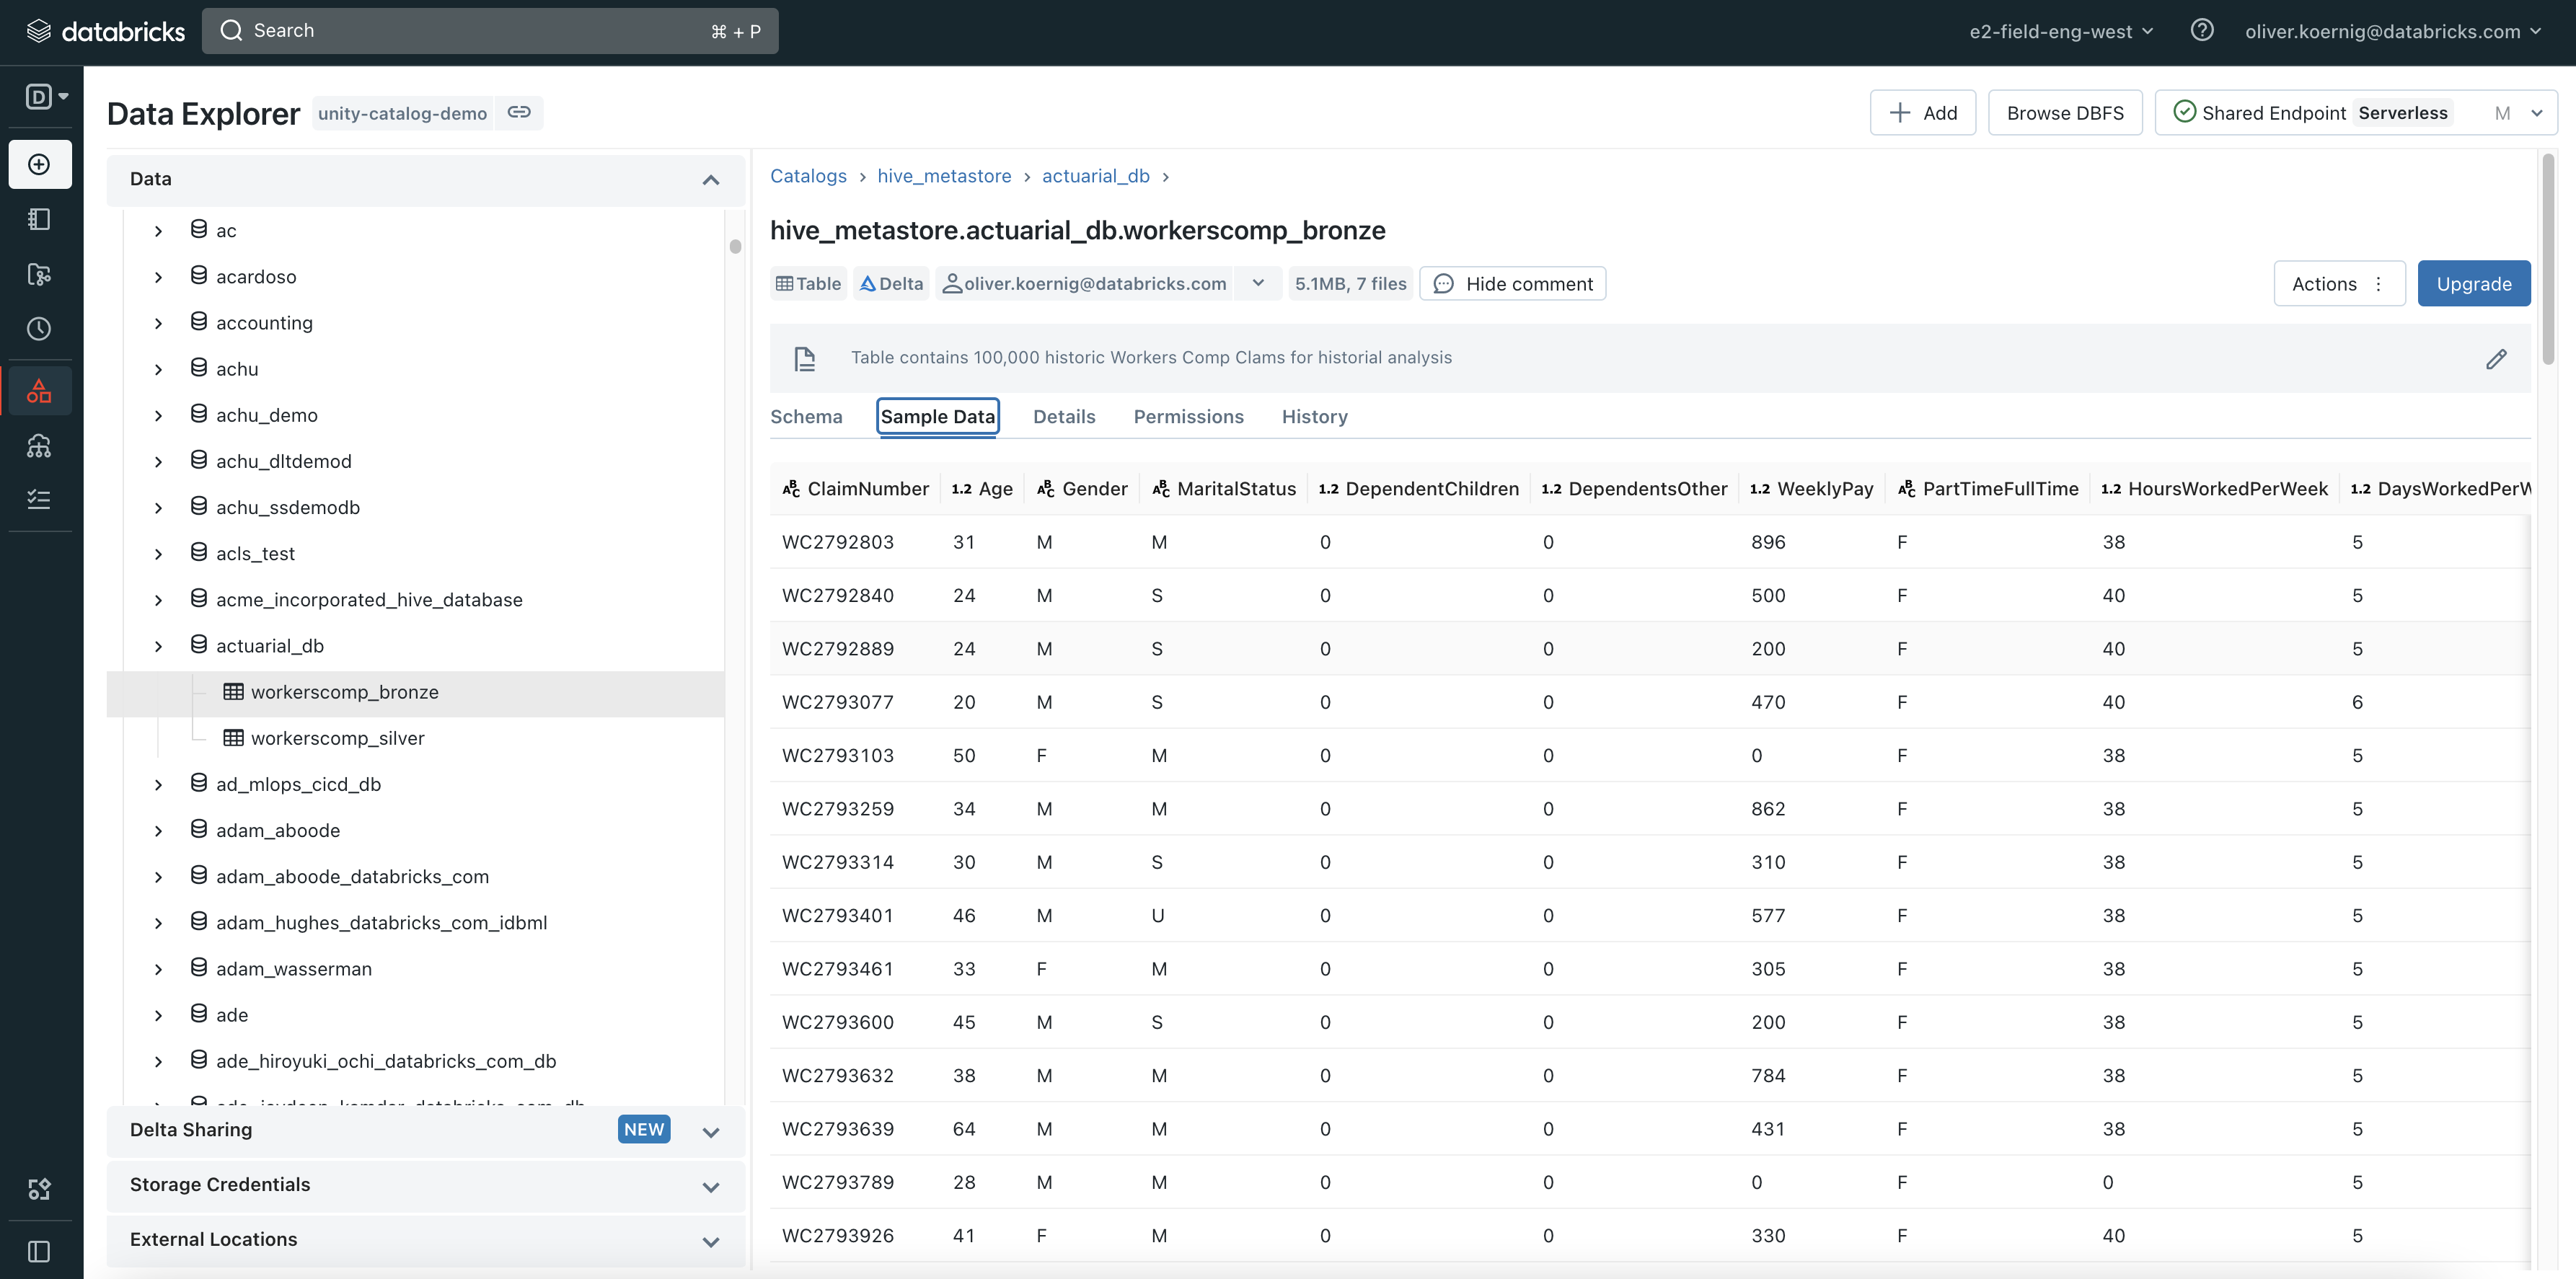 databricks
Search
⌘ + P
e2-field-eng-west
oliver.koernig@databricks.com
D
Data Explorer
unity-catalog-demo
Add
Browse DBFS
Shared Endpoint Serverless M
Data
ac
acardoso
accounting
achu
achu_demo
achu_dltdemod
achu_ssdemodb
acls_test
acme_incorporated_hive_database
actuarial_db
workerscomp_bronze
workerscomp_silver
ad_mlops_cicd_db
adam_aboode
adam_aboode_databricks_com
adam_hughes_databricks_com_idbml
adam_wasserman
ade
ade_hiroyuki_ochi_databricks_com_db
Delta Sharing NEW
Storage Credentials
External Locations
Catalogs > hive_metastore > actuarial_db >
hive_metastore.actuarial_db.workerscomp_bronze
Table Delta oliver.koernig@databricks.com 5.1MB, 7 files Hide comment
Actions
Upgrade
Table contains 100,000 historic Workers Comp Clams for historial analysis
Schema Sample Data Details Permissions History
ABC ClaimNumber 1.2 Age ABC Gender ABC MaritalStatus 1.2 DependentChildren 1.2 DependentsOther 1.2 WeeklyPay ABC PartTimeFullTime 1.2 HoursWorkedPerWeek 1.2 DaysWorkedPerW
WC2792803 31 M M 0 0 896 F 38 5
WC2792840 24 M S 0 0 500 F 40 5
WC2792889 24 M S 0 0 200 F 40 5
WC2793077 20 M S 0 0 470 F 40 6
WC2793103 50 F M 0 0 0 F 38 5
WC2793259 34 M M 0 0 862 F 38 5
WC2793314 30 M S 0 0 310 F 38 5
WC2793401 46 M U 0 0 577 F 38 5
WC2793461 33 F M 0 0 305 F 38 5
WC2793600 45 M S 0 0 200 F 38 5
WC2793632 38 M M 0 0 784 F 38 5
WC2793639 64 M M 0 0 431 F 38 5
WC2793789 28 M M 0 0 0 F 0 5
WC2793926 41 F M 0 0 330 F 40 5